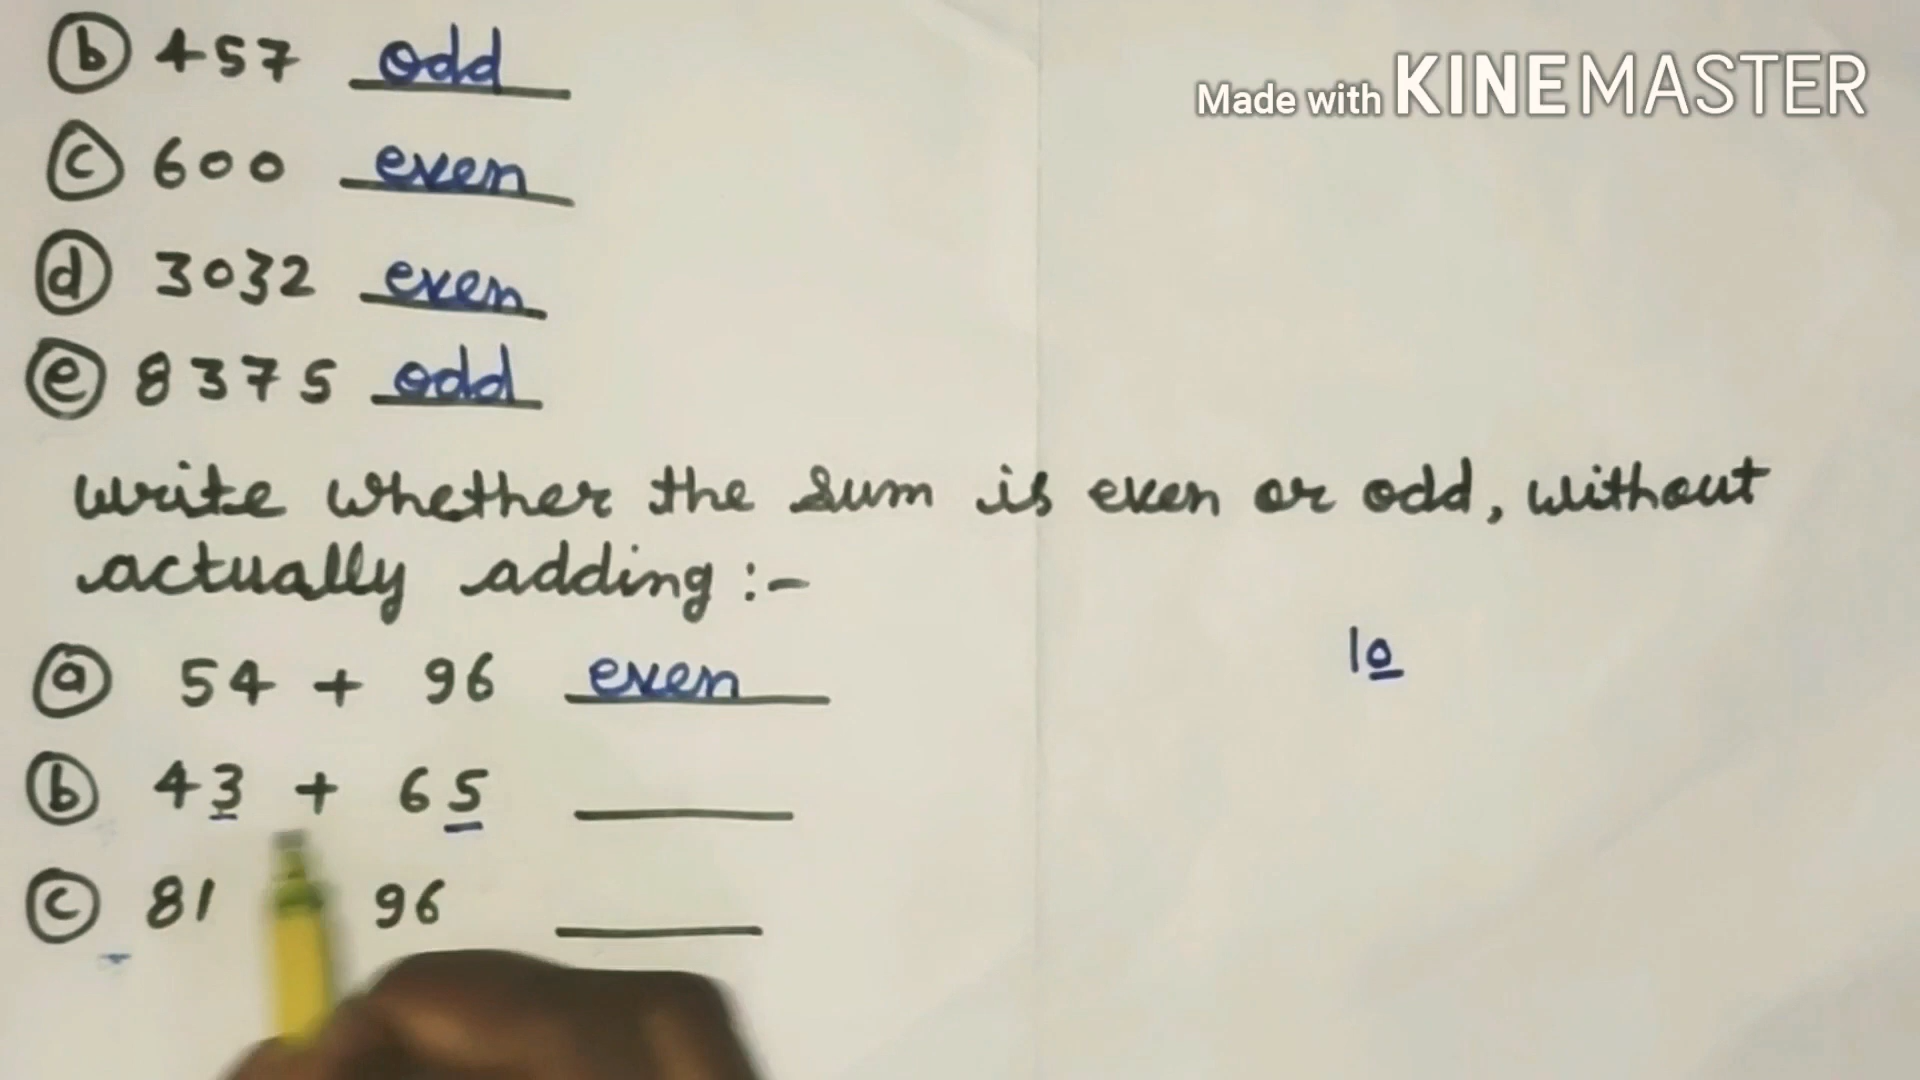 b 457 odd
Made with KINEMASTER
c 600 even
d 3032 even
e 8375 odd
write whether the sum is even or odd, without
actually adding :-
a 54 + 96 even
10
b 43 + 65
c 81 96